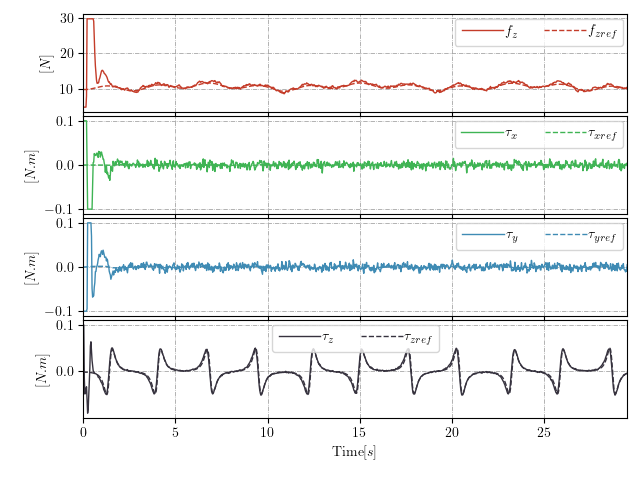 30
20
10
[N]
f_z f_zref
0.1
0.0
−0.1
[N.m]
τ_x τ_xref
0.1
0.0
−0.1
[N.m]
τ_y τ_yref
0.1
0.0
[N.m]
τ_z τ_zref
0 5 10 15 20 25
Time[s]